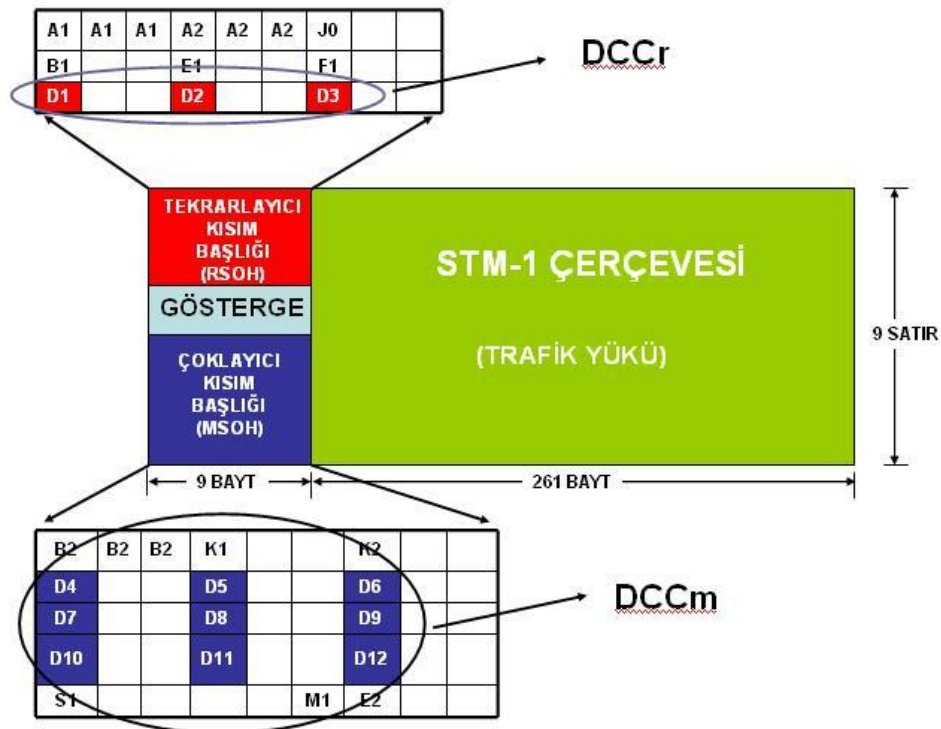 A1 A1 A1 A2 A2 A2 J0
B1 E1 F1
D1 D2 D3
DCCr
TEKRARLAYICI
KISIM
BAŞLIĞI
(RSOH)
GÖSTERGE
ÇOKLAYICI
KISIM
BAŞLIĞI
(MSOH)
STM-1 ÇERÇEVESİ
(TRAFİK YÜKÜ)
9 SATIR
9 BAYT
261 BAYT
B2 B2 B2 K1 K2
D4 D5 D6
D7 D8 D9
D10 D11 D12
S1 M1 E2
DCCm